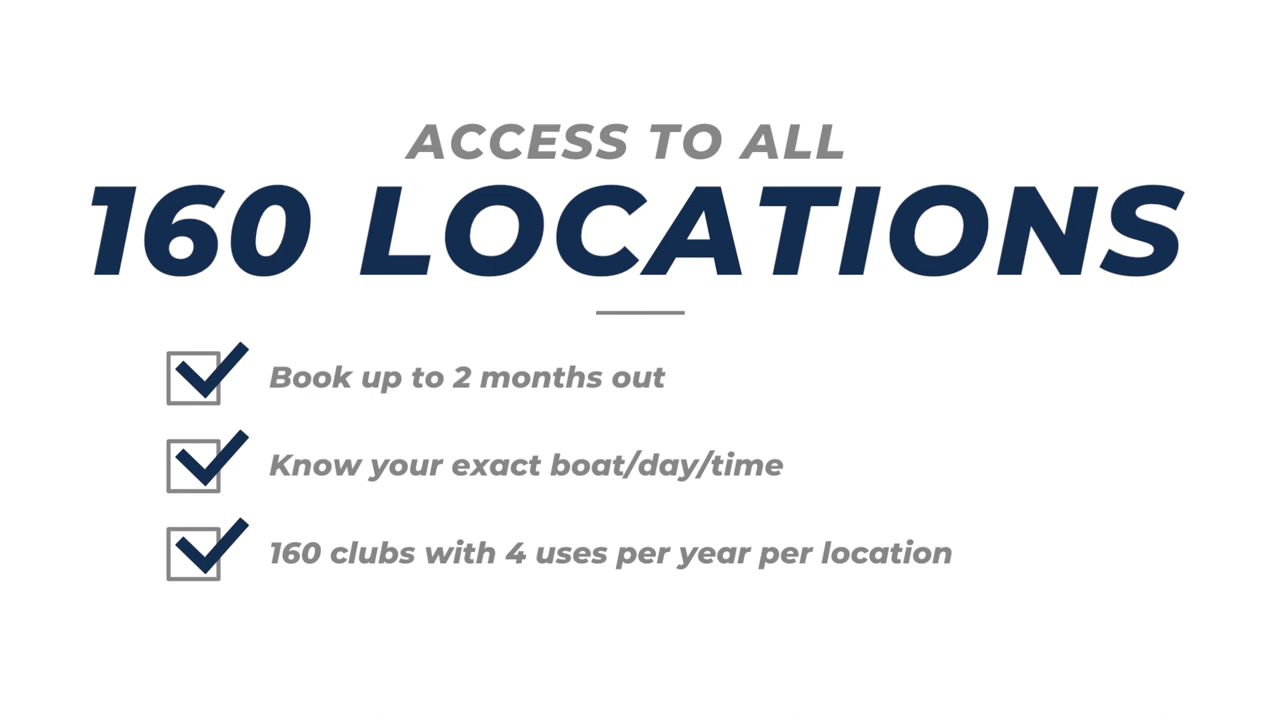 ACCESS TO ALL
160 LOCATIONS
Book up to 2 months out
Know your exact boat/day/time
160 clubs with 4 uses per year per location